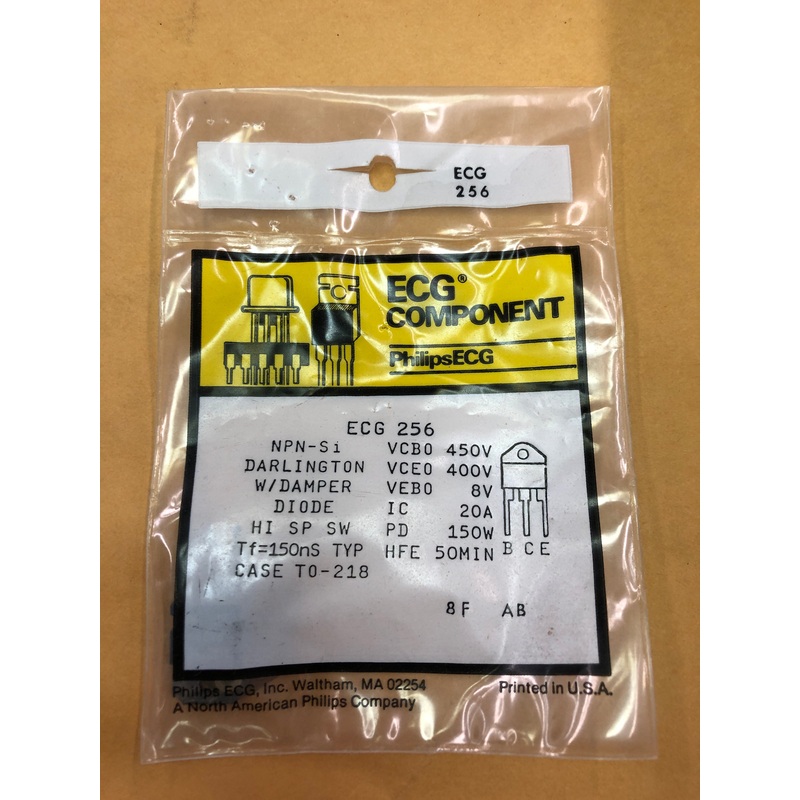 ECG
256
ECG®
COMPONENT
PhilipsECG
ECG 256
NPN-Si VCBO 450V
DARLINGTON VCEO 400V
W/DAMPER VEBO 8V
DIODE IC 20A
HI SP SW PD 150W
Tf=150nS TYP HFE 50MIN B C E
CASE TO-218
8F AB
Philips ECG, Inc. Waltham, MA 02254 Printed in U.S.A.
A North American Philips Company